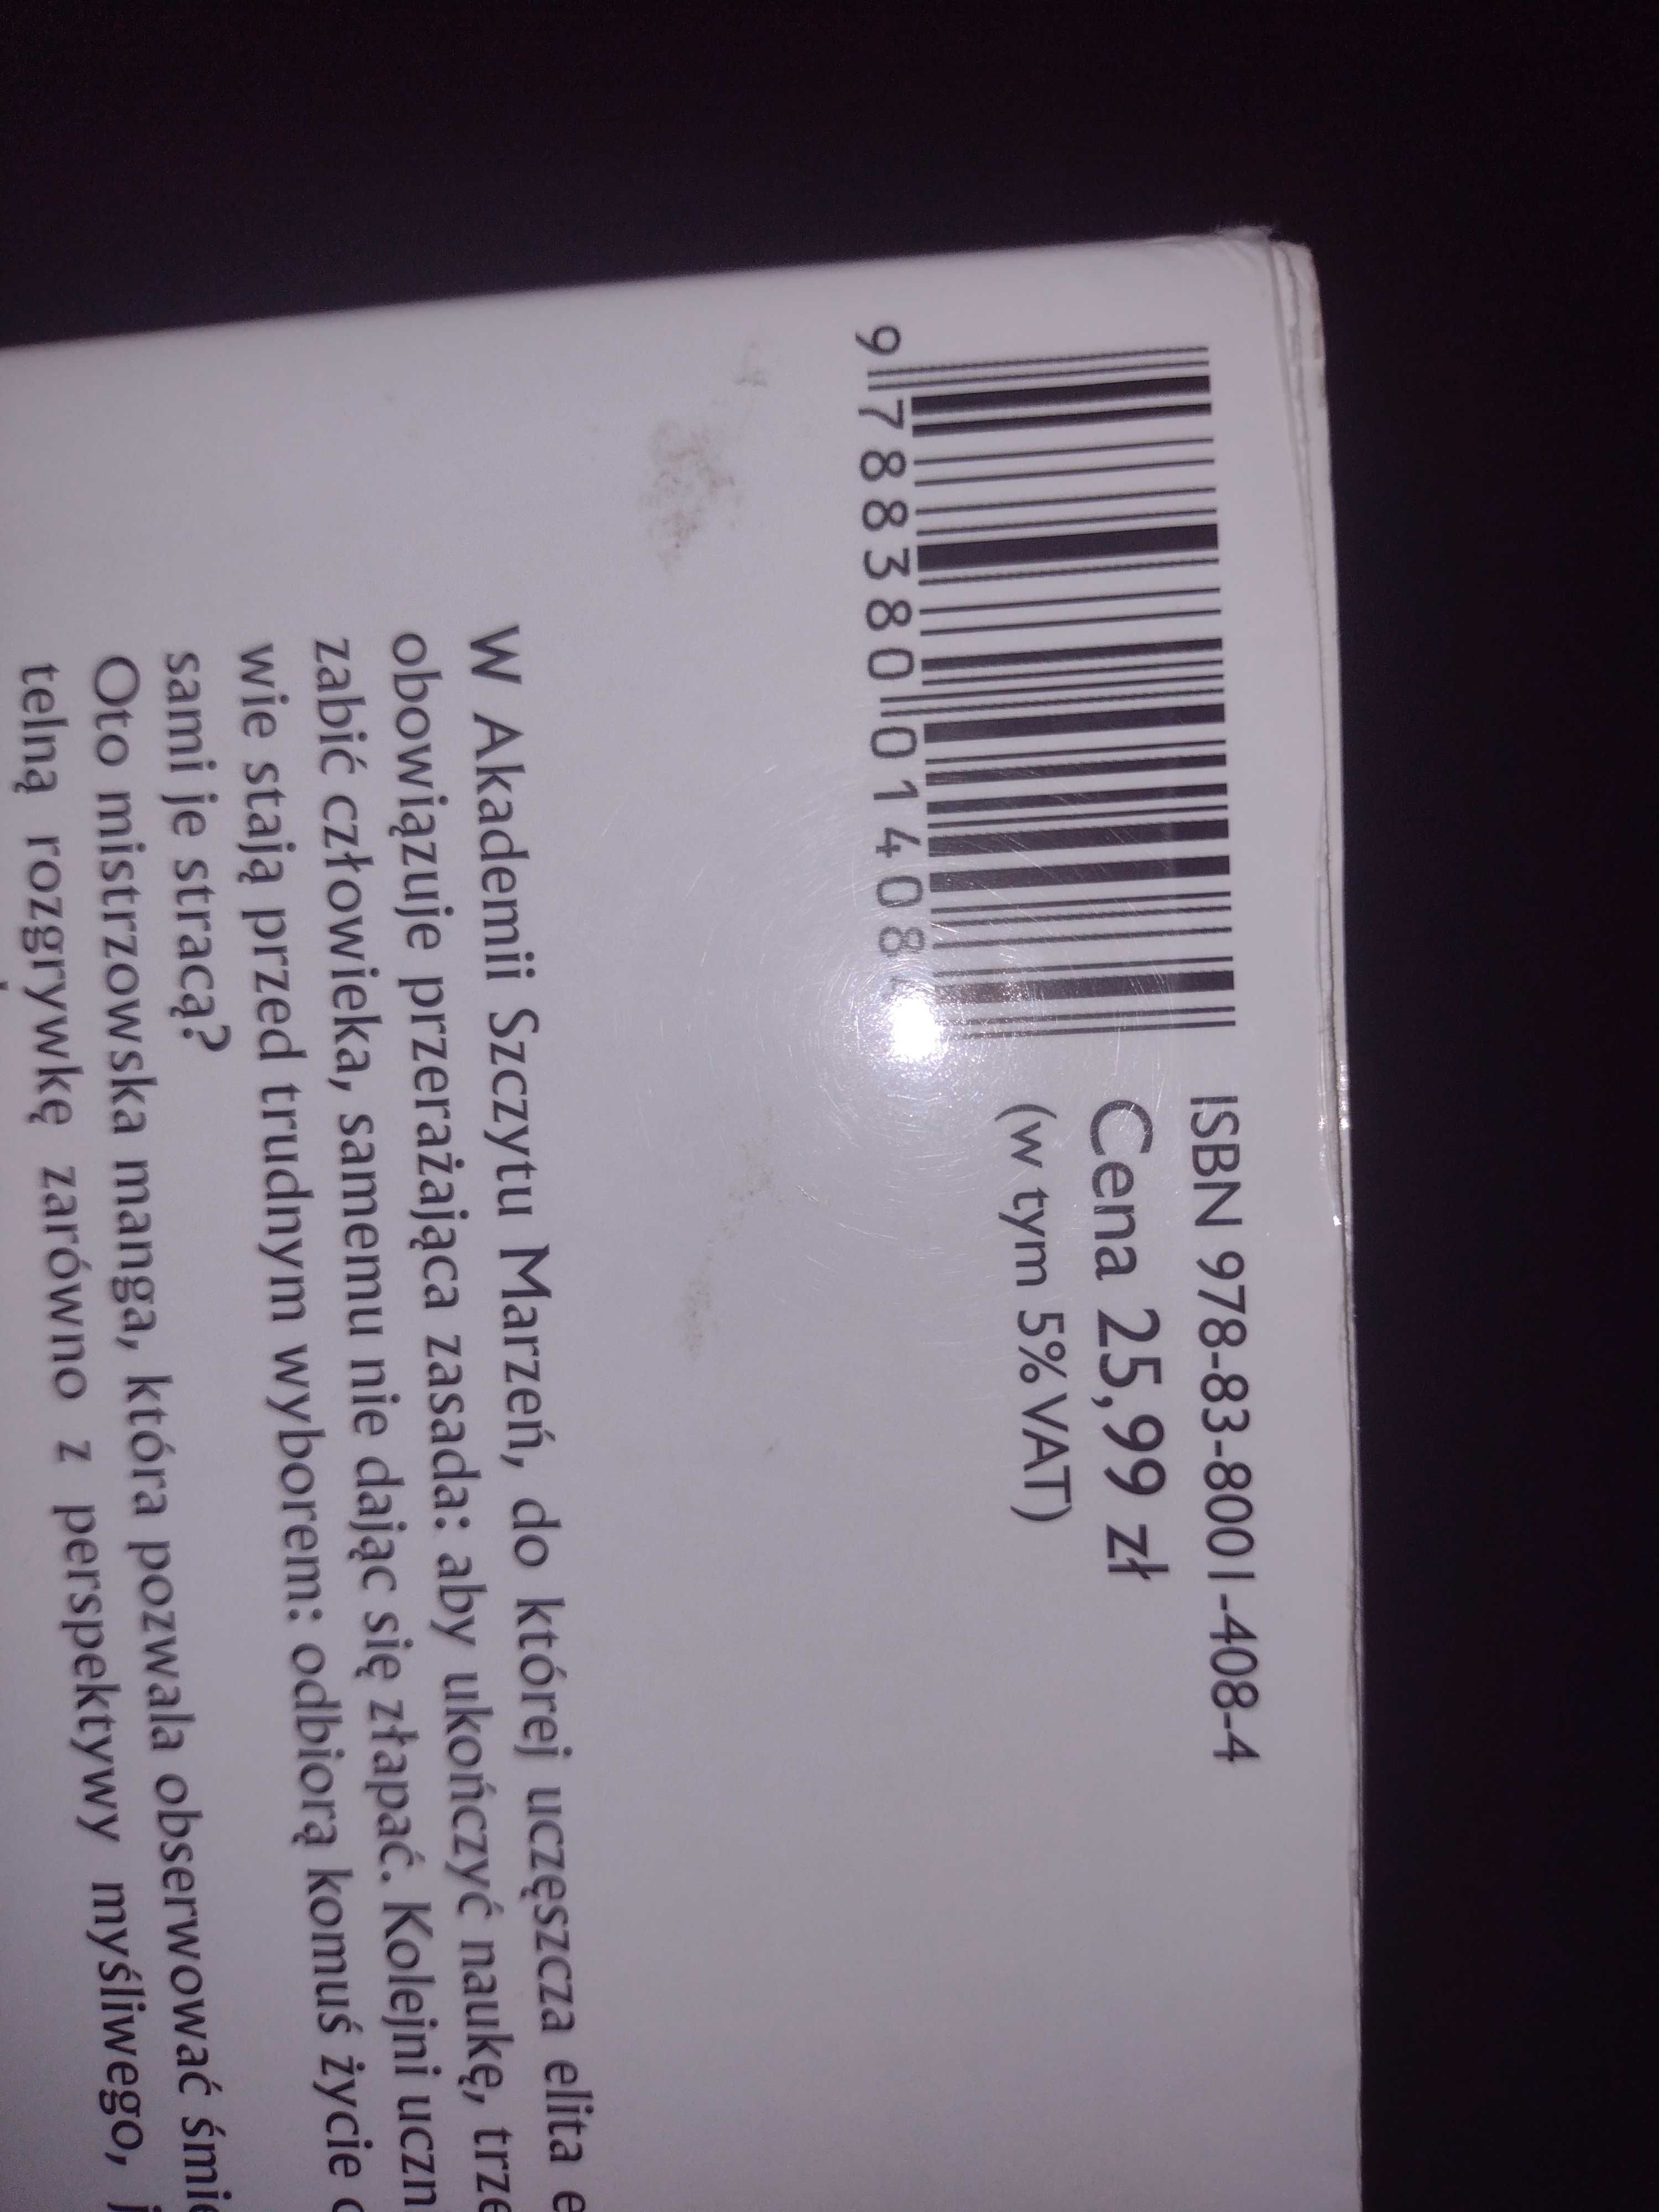 ISBN 978-83-8001-408-4
Cena 25,99 zł
(w tym 5% VAT)
9 788380 01408
W Akademii Szczytu Marzeń, do której uczęszcza elita
obowiązuje przerażająca zasada: aby ukończyć naukę,
zabić człowieka, samemu nie dając się złapać. Kolejni
wie stają przed trudnym wyborem: odbiorą komuś życie
sami je stracą?
Oto mistrzowska manga, która pozwala obserwować
telną rozgrywkę zarówno z perspektywy myśliwego,